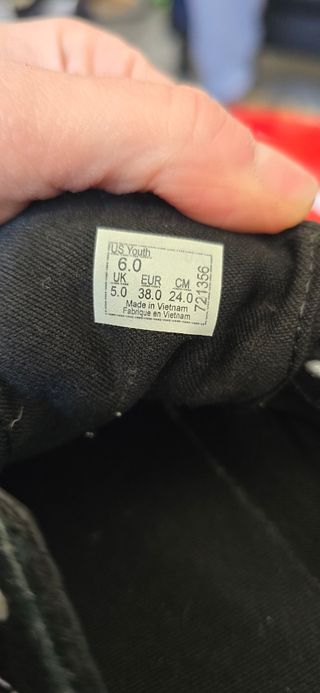 US Youth
6.0
UK EUR CM
5.0 38.0 24.0
Made in Vietnam
Fabriqué en Vietnam
721356